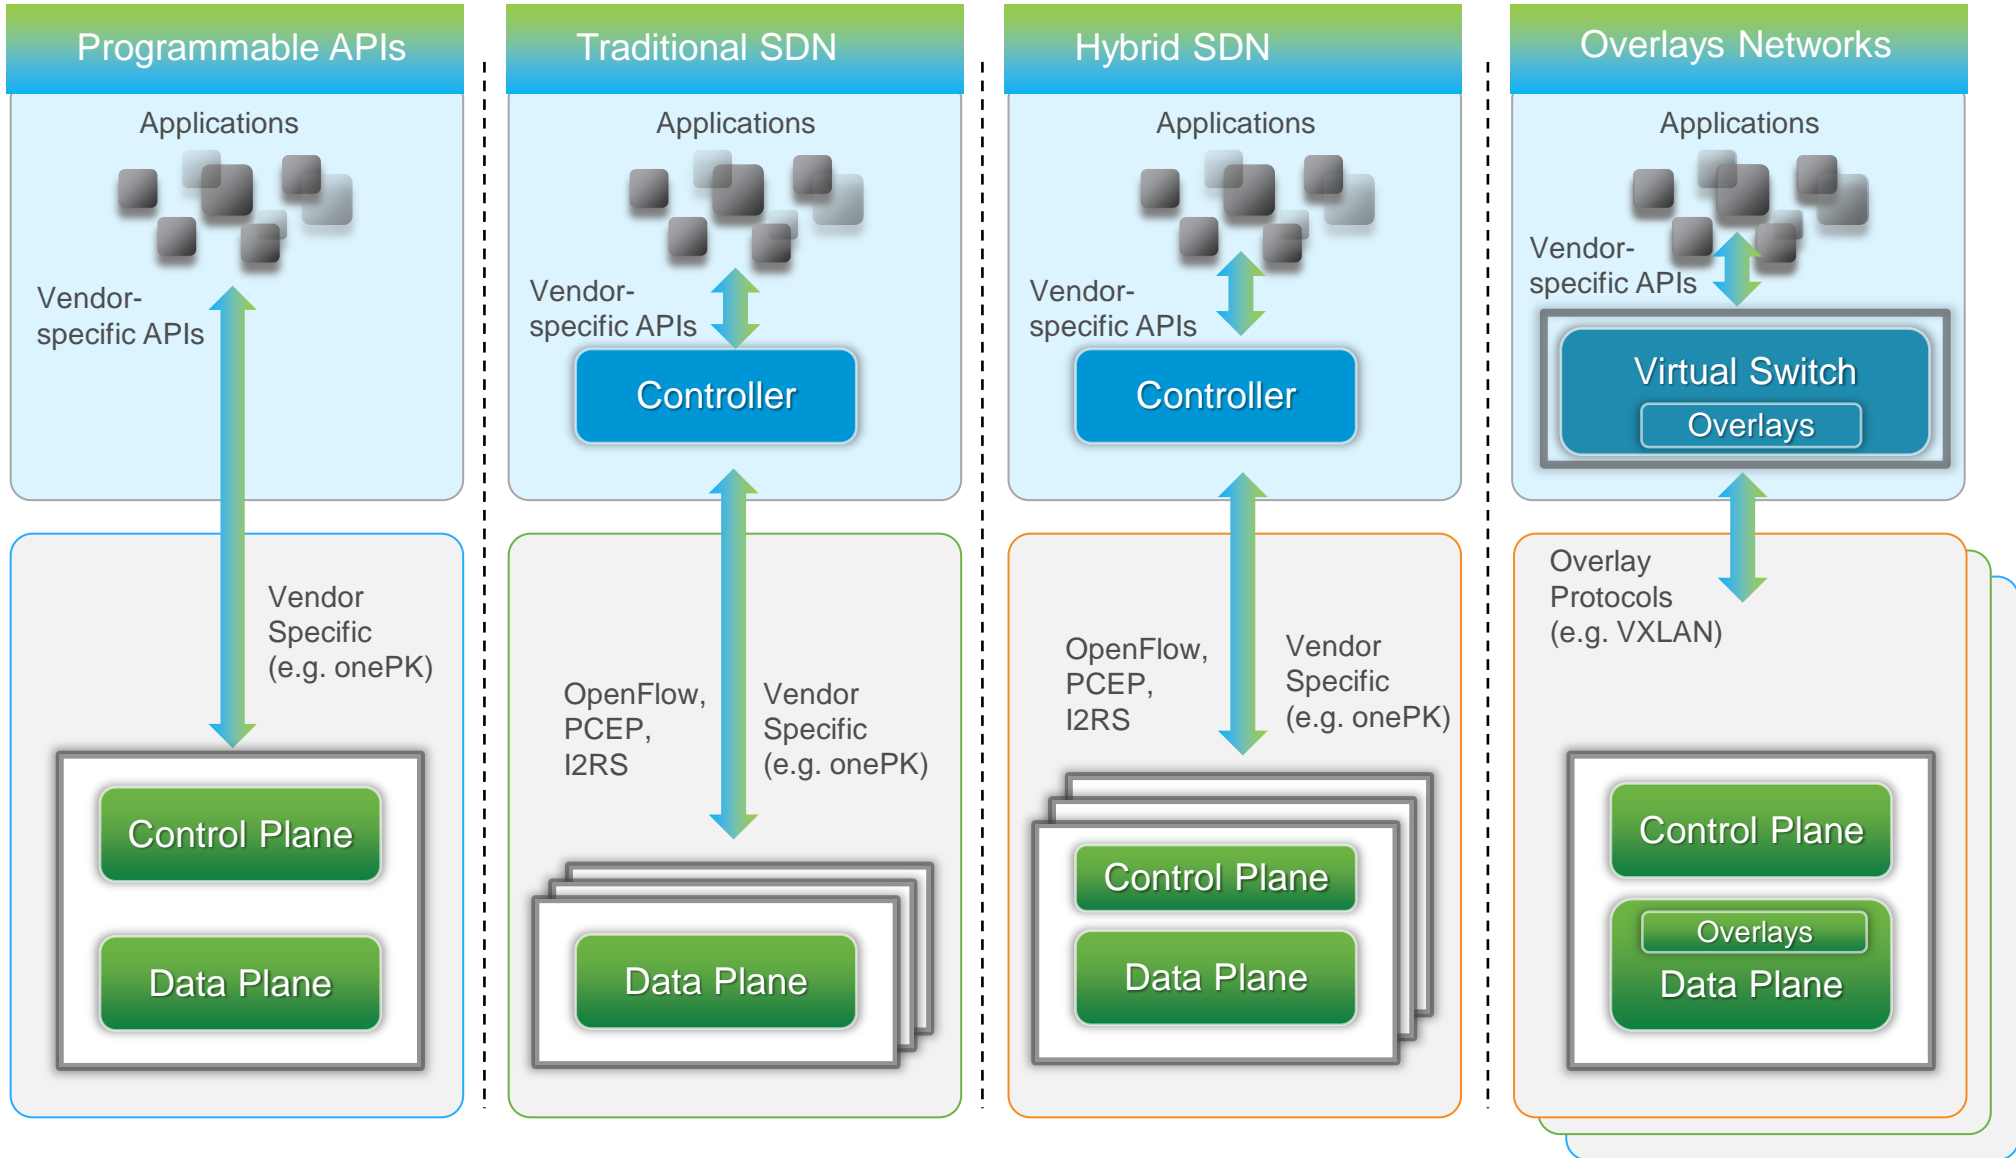 Programmable APIs
Applications
Vendor-
specific APIs
Vendor
Specific
(e.g. onePK)
Control Plane
Data Plane
Traditional SDN
Applications
Vendor-
specific APIs
Controller
OpenFlow,
PCEP,
I2RS
Vendor
Specific
(e.g. onePK)
Data Plane
Hybrid SDN
Applications
Vendor-
specific APIs
Controller
OpenFlow,
PCEP,
I2RS
Vendor
Specific
(e.g. onePK)
Control Plane
Data Plane
Overlays Networks
Applications
Vendor-
specific APIs
Virtual Switch
Overlays
Overlay
Protocols
(e.g. VXLAN)
Control Plane
Overlays
Data Plane